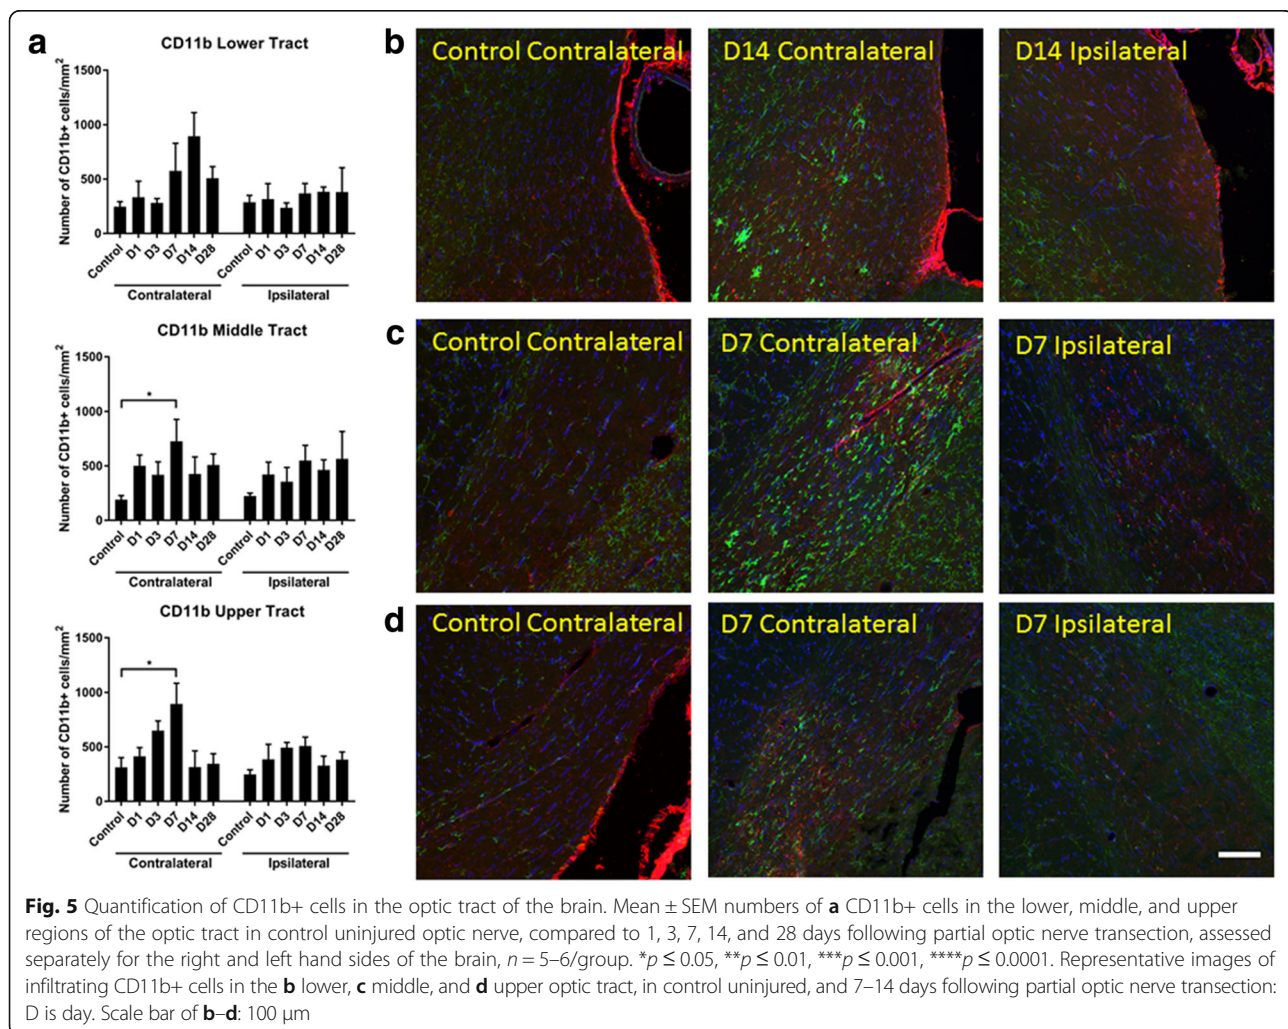 a
CD11b Lower Tract
Number of CD11b+ cells/mm²
1500
1000
500
0
Control D1 D3 D7 D14 D28 Control D1 D3 D7 D14 D28
Contralateral Ipsilateral
CD11b Middle Tract
Number of CD11b+ cells/mm²
1500
1000
500
0
*
Control D1 D3 D7 D14 D28 Control D1 D3 D7 D14 D28
Contralateral Ipsilateral
CD11b Upper Tract
Number of CD11b+ cells/mm²
1500
1000
500
0
*
Control D1 D3 D7 D14 D28 Control D1 D3 D7 D14 D28
Contralateral Ipsilateral
b
Control Contralateral D14 Contralateral D14 Ipsilateral
c
Control Contralateral D7 Contralateral D7 Ipsilateral
d
Control Contralateral D7 Contralateral D7 Ipsilateral
Fig. 5 Quantification of CD11b+ cells in the optic tract of the brain. Mean ± SEM numbers of a CD11b+ cells in the lower, middle, and upper
regions of the optic tract in control uninjured optic nerve, compared to 1, 3, 7, 14, and 28 days following partial optic nerve transection, assessed
separately for the right and left hand sides of the brain, n = 5–6/group. *p ≤ 0.05, **p ≤ 0.01, ***p ≤ 0.001, ****p ≤ 0.0001. Representative images of
infiltrating CD11b+ cells in the b lower, c middle, and d upper optic tract, in control uninjured, and 7–14 days following partial optic nerve transection:
D is day. Scale bar of b–d: 100 μm